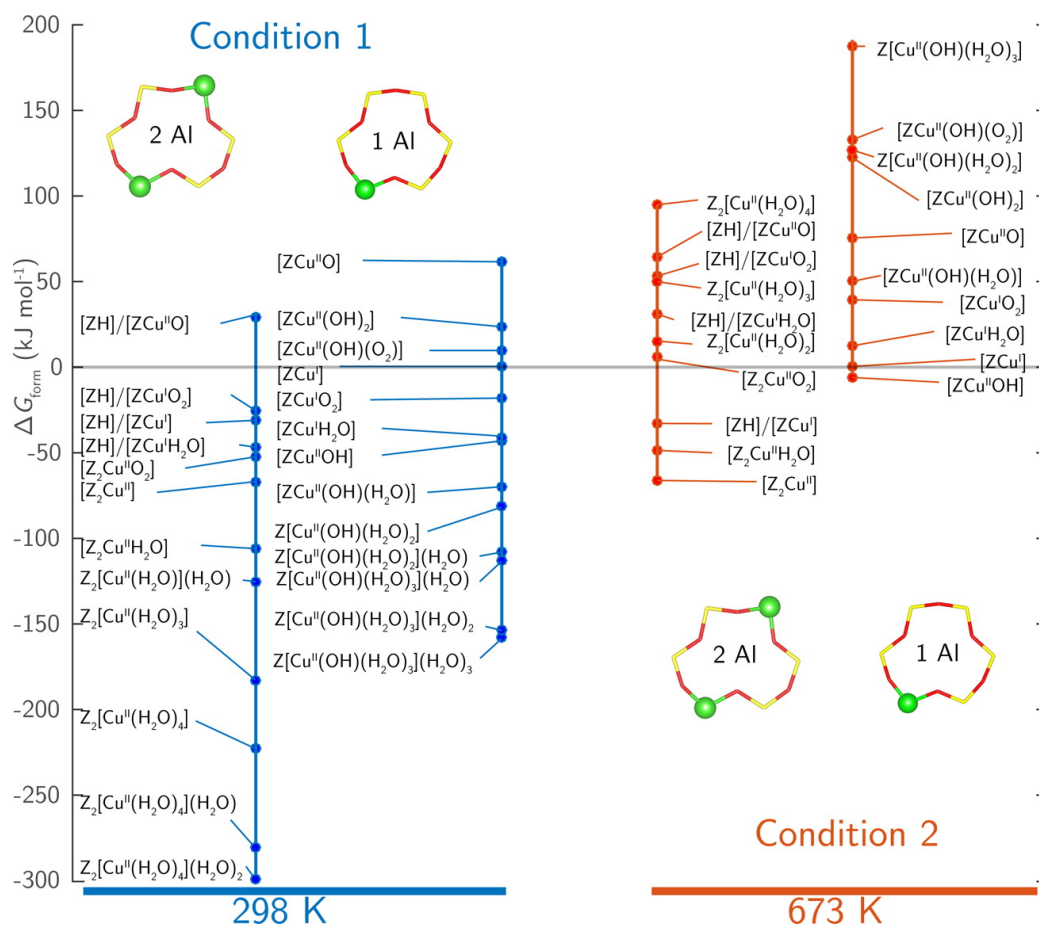 200
150
100
50
0
-50
-100
-150
-200
-250
-300
ΔG_form (kJ mol⁻¹)
Condition 1
2 Al
1 Al
[ZH]/[ZCuᴵᴵO]
[ZH]/[ZCuᴵO₂]
[ZH]/[ZCuᴵ]
[ZH]/[ZCuᴵH₂O]
[Z₂CuᴵᴵO₂]
[Z₂Cuᴵᴵ]
[Z₂CuᴵᴵH₂O]
Z₂[Cuᴵᴵ(H₂O)](H₂O)
Z₂[Cuᴵᴵ(H₂O)₃]
Z₂[Cuᴵᴵ(H₂O)₄]
Z₂[Cuᴵᴵ(H₂O)₄](H₂O)
Z₂[Cuᴵᴵ(H₂O)₄](H₂O)₂
[ZCuᴵᴵO]
[ZCuᴵᴵ(OH)₂]
[ZCuᴵᴵ(OH)(O₂)]
[ZCuᴵ]
[ZCuᴵO₂]
[ZCuᴵH₂O]
[ZCuᴵᴵOH]
[ZCuᴵᴵ(OH)(H₂O)]
Z[Cuᴵᴵ(OH)(H₂O)₂]
Z[Cuᴵᴵ(OH)(H₂O)₂](H₂O)
Z[Cuᴵᴵ(OH)(H₂O)₃](H₂O)
Z[Cuᴵᴵ(OH)(H₂O)₃](H₂O)₂
Z[Cuᴵᴵ(OH)(H₂O)₃](H₂O)₃
298 K
Z₂[Cuᴵᴵ(H₂O)₄]
[ZH]/[ZCuᴵᴵO]
[ZH]/[ZCuᴵO₂]
Z₂[Cuᴵᴵ(H₂O)₃]
[ZH]/[ZCuᴵH₂O]
Z₂[Cuᴵᴵ(H₂O)₂]
[Z₂CuᴵᴵO₂]
[ZH]/[ZCuᴵ]
[Z₂CuᴵᴵH₂O]
[Z₂Cuᴵᴵ]
Z[Cuᴵᴵ(OH)(H₂O)₃]
[ZCuᴵᴵ(OH)(O₂)]
Z[Cuᴵᴵ(OH)(H₂O)₂]
[ZCuᴵᴵ(OH)₂]
[ZCuᴵᴵO]
[ZCuᴵᴵ(OH)(H₂O)]
[ZCuᴵO₂]
[ZCuᴵH₂O]
[ZCuᴵ]
[ZCuᴵᴵOH]
2 Al
1 Al
Condition 2
673 K